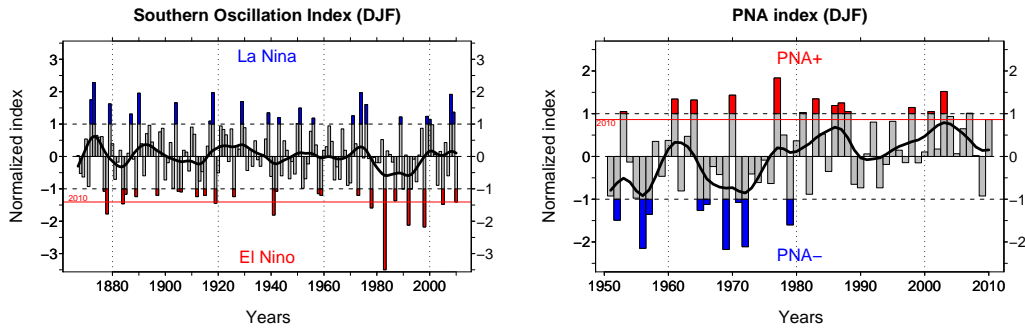 Southern Oscillation Index (DJF)
Normalized index
3
2
1
0
−1
−2
−3
3
2
1
0
−1
−2
−3
La Nina
El Nino
2010
1880 1900 1920 1940 1960 1980 2000
Years
PNA index (DJF)
Normalized index
2
1
0
−1
−2
2
1
0
−1
−2
PNA+
PNA−
2010
1950 1960 1970 1980 1990 2000 2010
Years